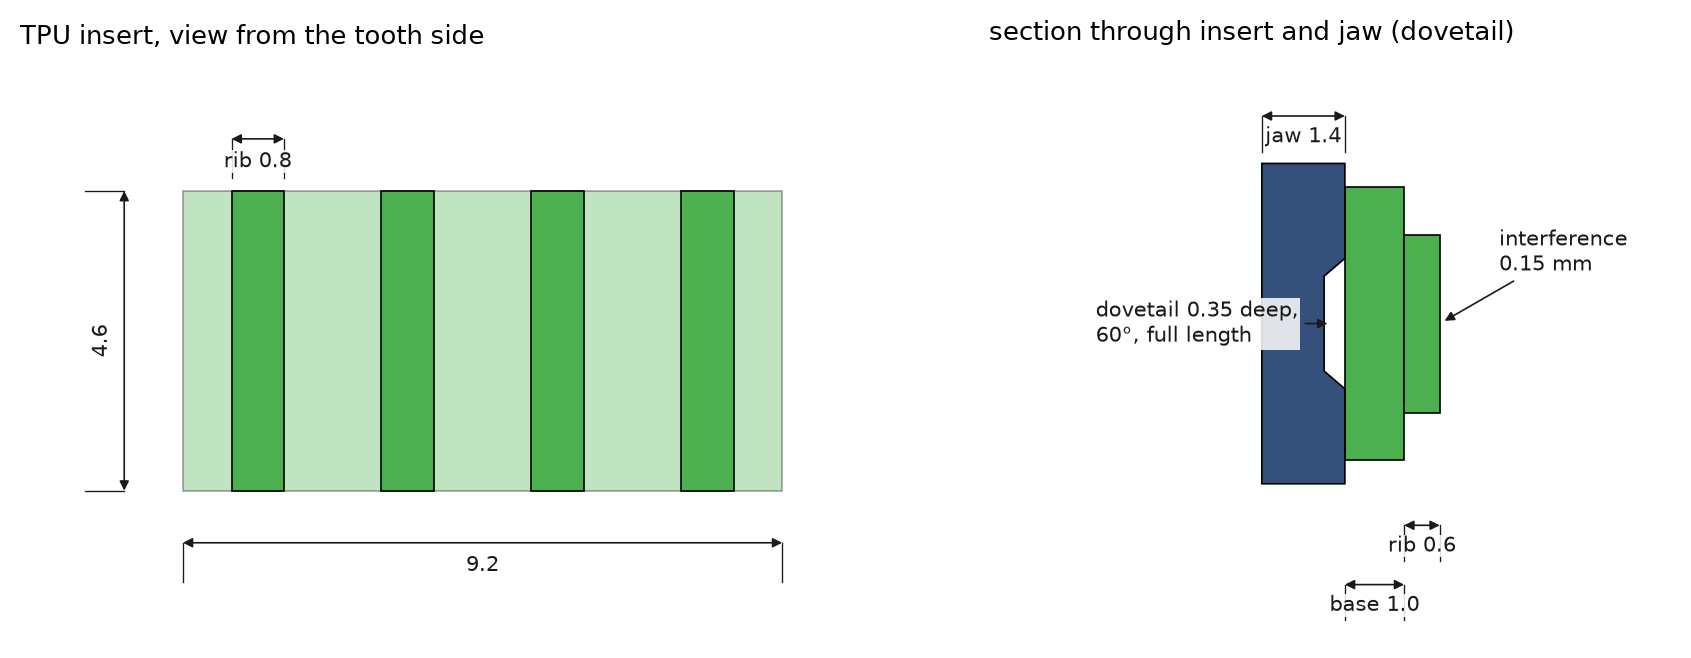 TPU insert, view from the tooth side
section through insert and jaw (dovetail)
rib 0.8
jaw 1.4
4.6
9.2
interference
0.15 mm
dovetail 0.35 deep,
60°, full length
rib 0.6
base 1.0